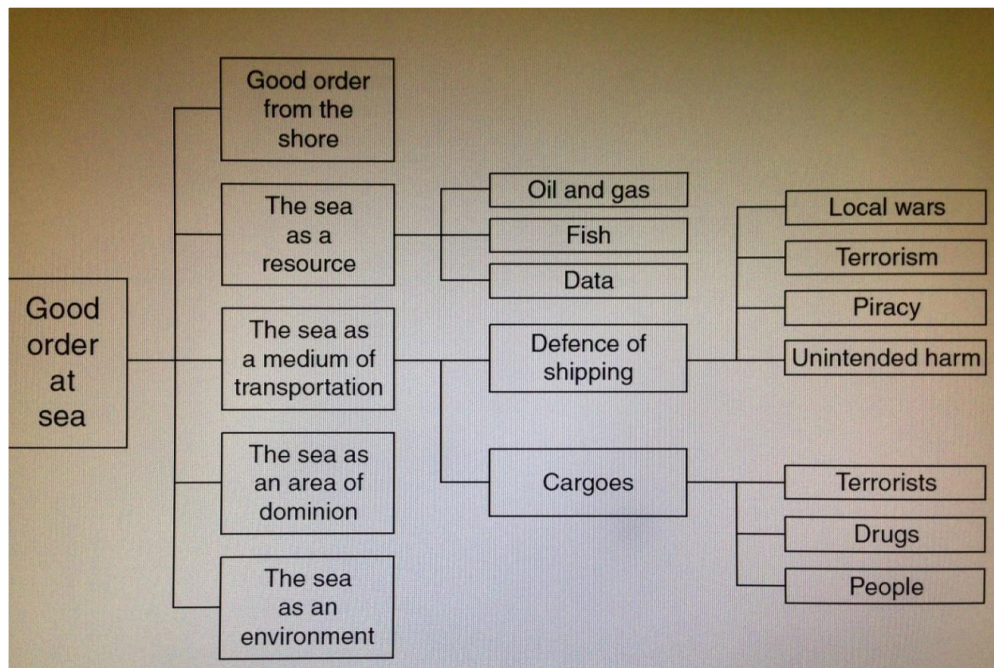 Good
order
at
sea
Good order
from the
shore
The sea
as a
resource
The sea as
a medium of
transportation
The sea as
an area of
dominion
The sea
as an
environment
Oil and gas
Fish
Data
Defence of
shipping
Cargoes
Local wars
Terrorism
Piracy
Unintended harm
Terrorists
Drugs
People